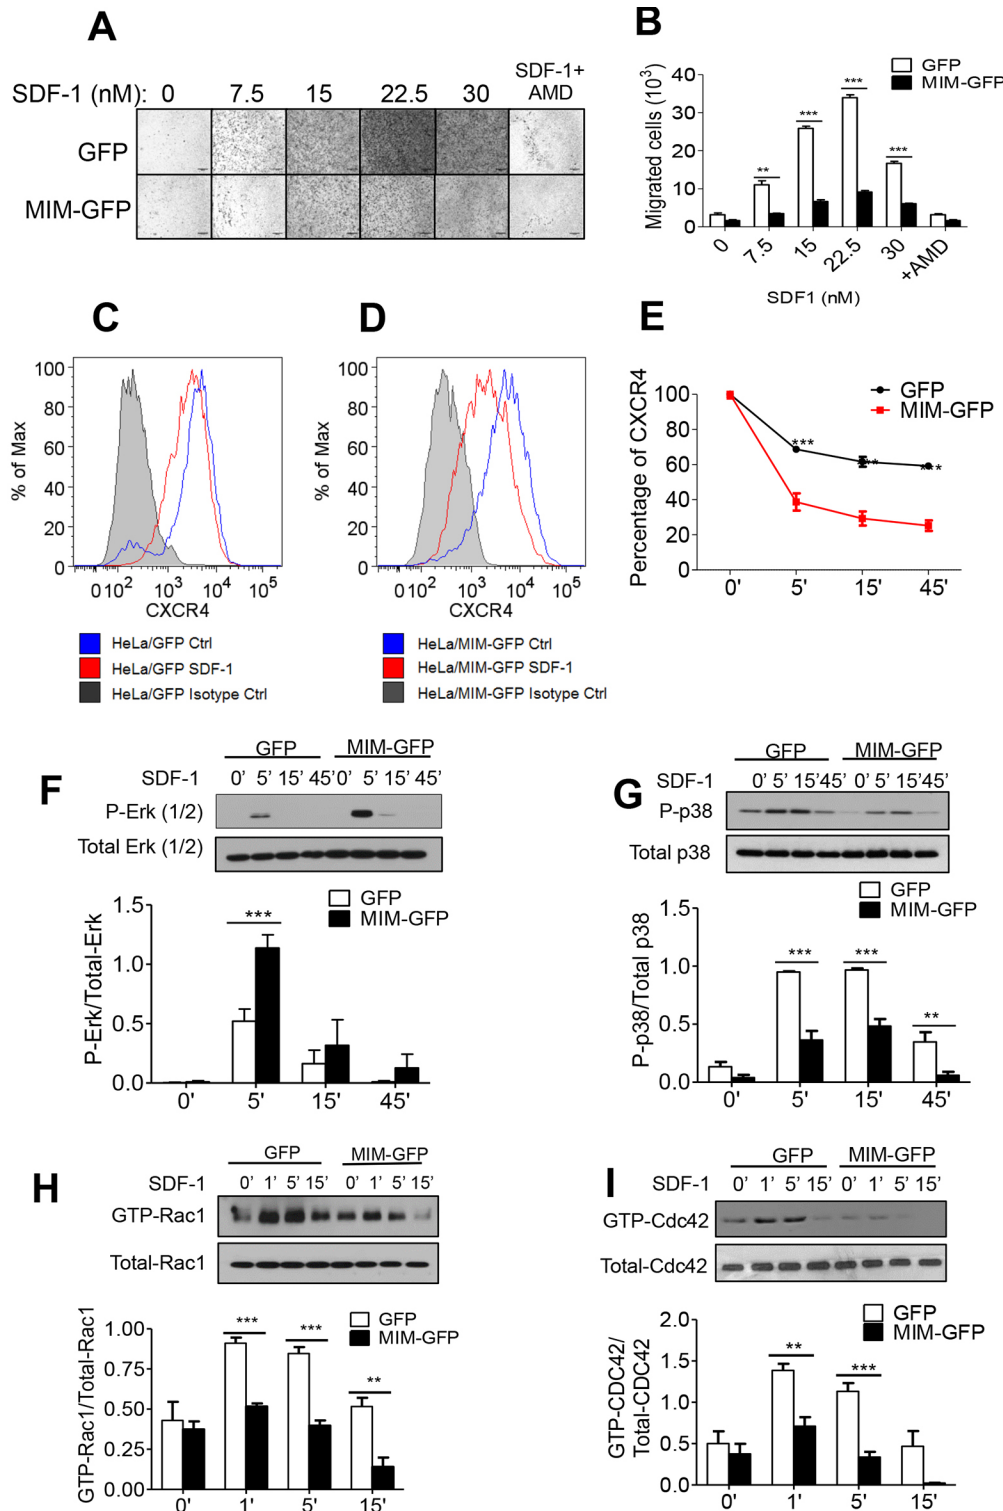 A
SDF-1 (nM): 0 7.5 15 22.5 30 SDF-1+ AMD
GFP
MIM-GFP
B
GFP
MIM-GFP
Migrated cells (10³)
40
30
20
10
0
** *** *** ***
0 7.5 15 22.5 30 +AMD
SDF1 (nM)
C
% of Max
100
80
60
40
20
0
0 10² 10³ 10⁴ 10⁵
CXCR4
HeLa/GFP Ctrl
HeLa/GFP SDF-1
HeLa/GFP Isotype Ctrl
D
% of Max
100
80
60
40
20
0
0 10² 10³ 10⁴ 10⁵
CXCR4
HeLa/MIM-GFP Ctrl
HeLa/MIM-GFP SDF-1
HeLa/MIM-GFP Isotype Ctrl
E
Percentage of CXCR4
100
80
60
40
20
0
GFP
MIM-GFP
*** ** ***
0' 5' 15' 45'
F
GFP MIM-GFP
SDF-1 0' 5' 15' 45' 0' 5' 15' 45'
P-Erk (1/2)
Total Erk (1/2)
GFP
MIM-GFP
P-Erk/Total-Erk
1.5
1.0
0.5
0.0
***
0' 5' 15' 45'
G
GFP MIM-GFP
SDF-1 0' 5' 15' 45' 0' 5' 15' 45'
P-p38
Total p38
GFP
MIM-GFP
P-p38/Total p38
1.5
1.0
0.5
0.0
*** *** **
0' 5' 15' 45'
H
GFP MIM-GFP
SDF-1 0' 1' 5' 15' 0' 1' 5' 15'
GTP-Rac1
Total-Rac1
GFP
MIM-GFP
GTP-Rac1/Total-Rac1
1.00
0.75
0.50
0.25
0.00
*** *** **
0' 1' 5' 15'
I
GFP MIM-GFP
SDF-1 0' 1' 5' 15' 0' 1' 5' 15'
GTP-Cdc42
Total-Cdc42
GFP
MIM-GFP
GTP-CDC42/
Total-CDC42
2.0
1.5
1.0
0.5
0.0
** ***
0' 1' 5' 15'